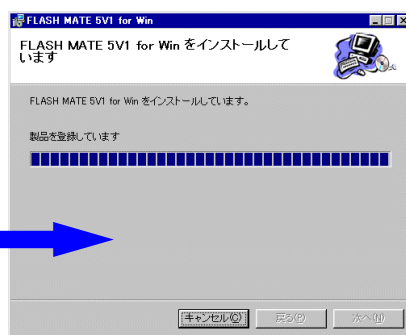 FLASH MATE 5V1 for Win
FLASH MATE 5V1 for Win をインストールして
います
FLASH MATE 5V1 for Win をインストールしています。
製品を登録しています
キャンセル(C)
戻る(P)
次へ(N)